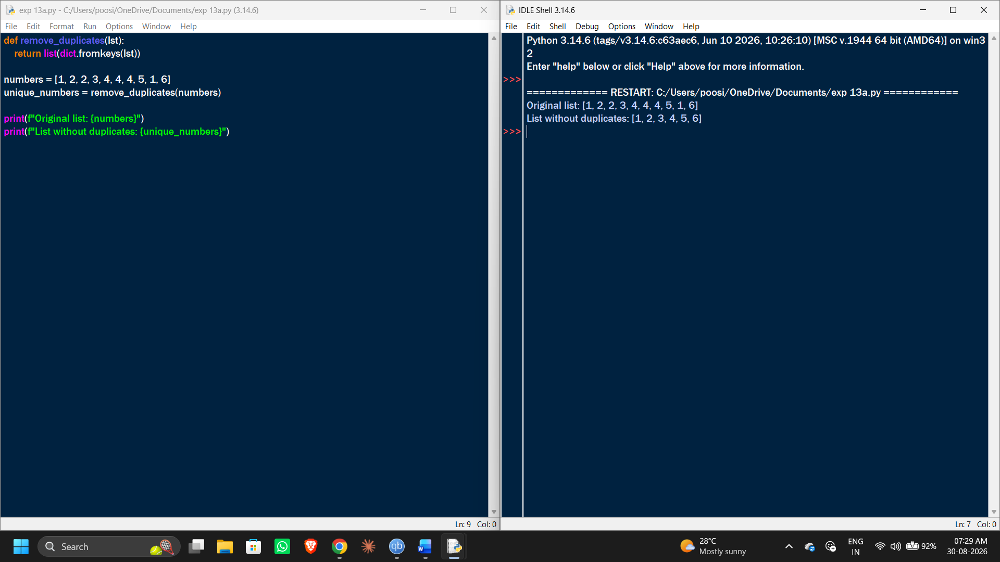 exp 13a.py - C:/Users/poosi/OneDrive/Documents/exp 13a.py (3.14.6)
File Edit Format Run Options Window Help
def remove_duplicates(lst):
    return list(dict.fromkeys(lst))

numbers = [1, 2, 2, 3, 4, 4, 4, 5, 1, 6]
unique_numbers = remove_duplicates(numbers)

print(f"Original list: {numbers}")
print(f"List without duplicates: {unique_numbers}")
Ln: 9 Col: 0
IDLE Shell 3.14.6
File Edit Shell Debug Options Window Help
Python 3.14.6 (tags/v3.14.6:c63aec6, Jun 10 2026, 10:26:10) [MSC v.1944 64 bit (AMD64)] on win3
2
Enter "help" below or click "Help" above for more information.
>>>
============= RESTART: C:/Users/poosi/OneDrive/Documents/exp 13a.py ============
Original list: [1, 2, 2, 3, 4, 4, 4, 5, 1, 6]
List without duplicates: [1, 2, 3, 4, 5, 6]
>>>
Ln: 7 Col: 0
Search
qb
W
28°C
Mostly sunny
ENG
IN
92%
07:29 AM
30-08-2026